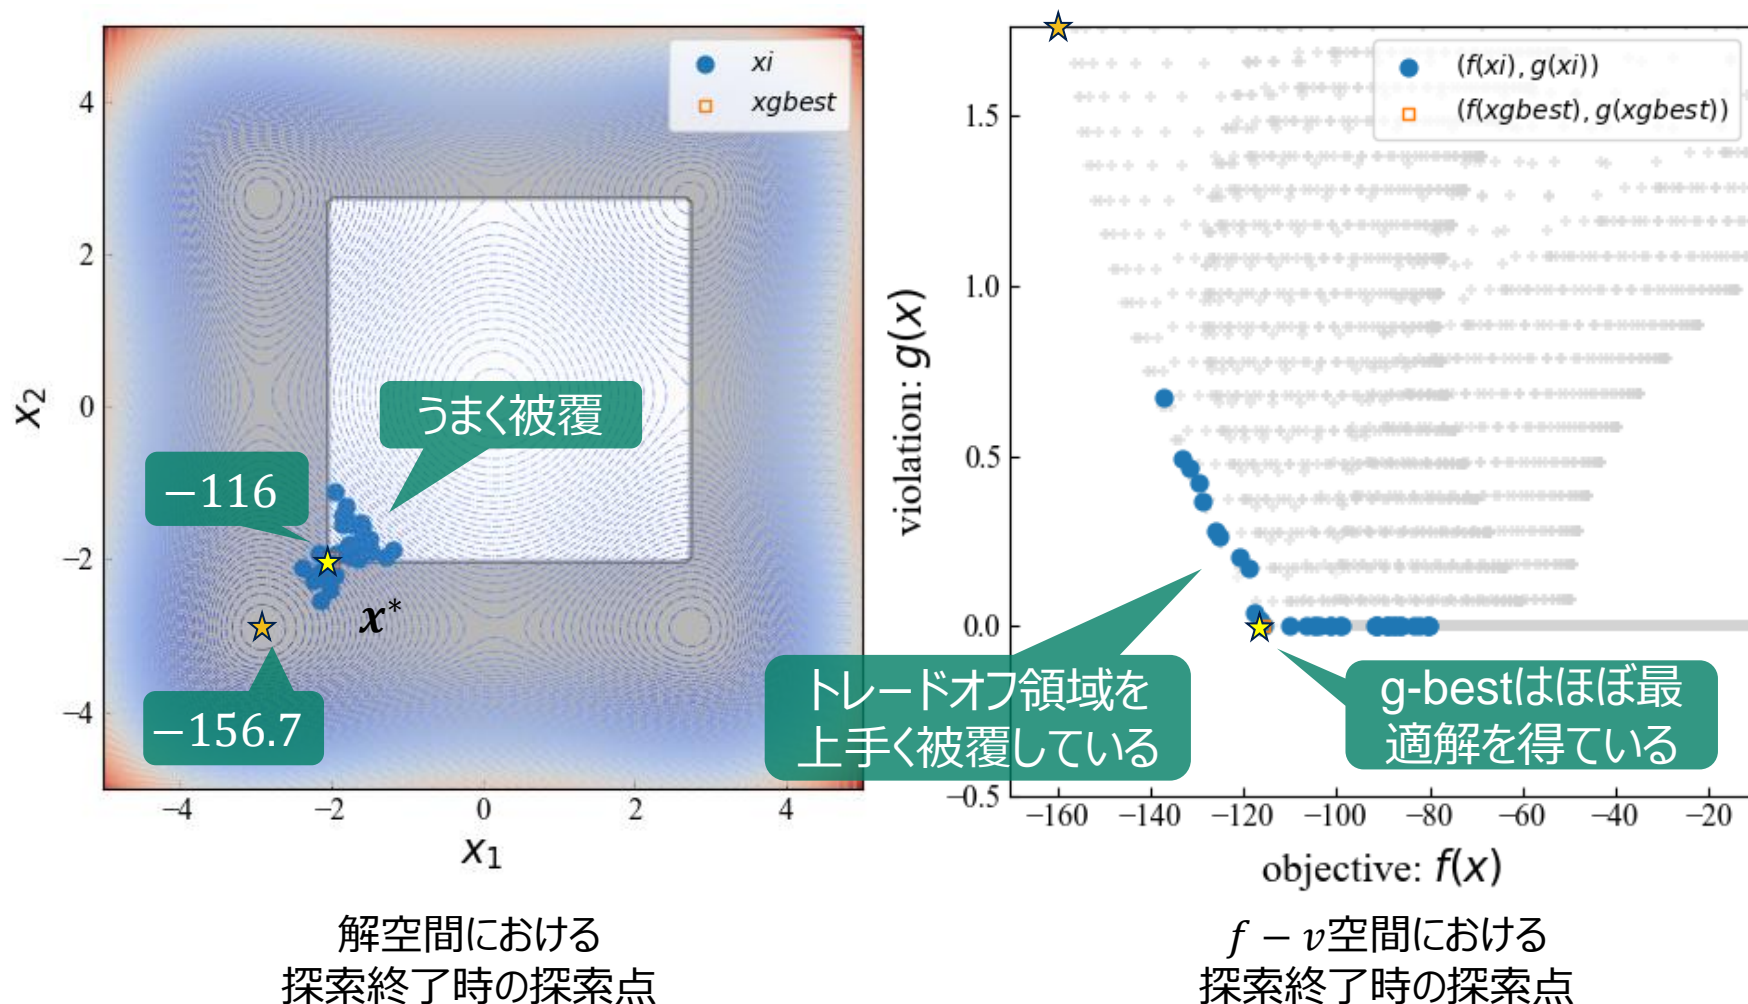 xi
xgbest
4
2
0
−2
−4
x₂
うまく被覆
−116
x*
−156.7
−4
−2
0
2
4
x₁
解空間における
探索終了時の探索点
(f(xi), g(xi))
(f(xgbest), g(xgbest))
1.5
1.0
0.5
0.0
−0.5
violation: g(x)
トレードオフ領域を
上手く被覆している
g-bestはほぼ最
適解を得ている
−160
−140
−120
−100
−80
−60
−40
−20
objective: f(x)
f − v空間における
探索終了時の探索点